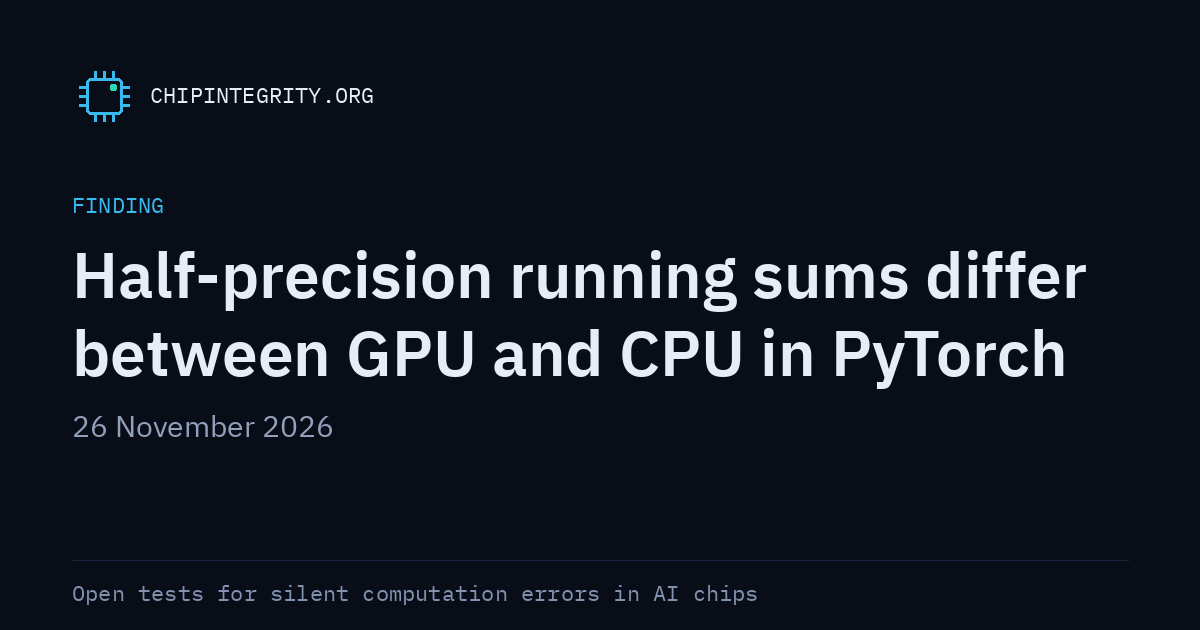 CHIPINTEGRITY.ORG
FINDING
Half-precision running sums differ
between GPU and CPU in PyTorch
26 November 2026
Open tests for silent computation errors in AI chips